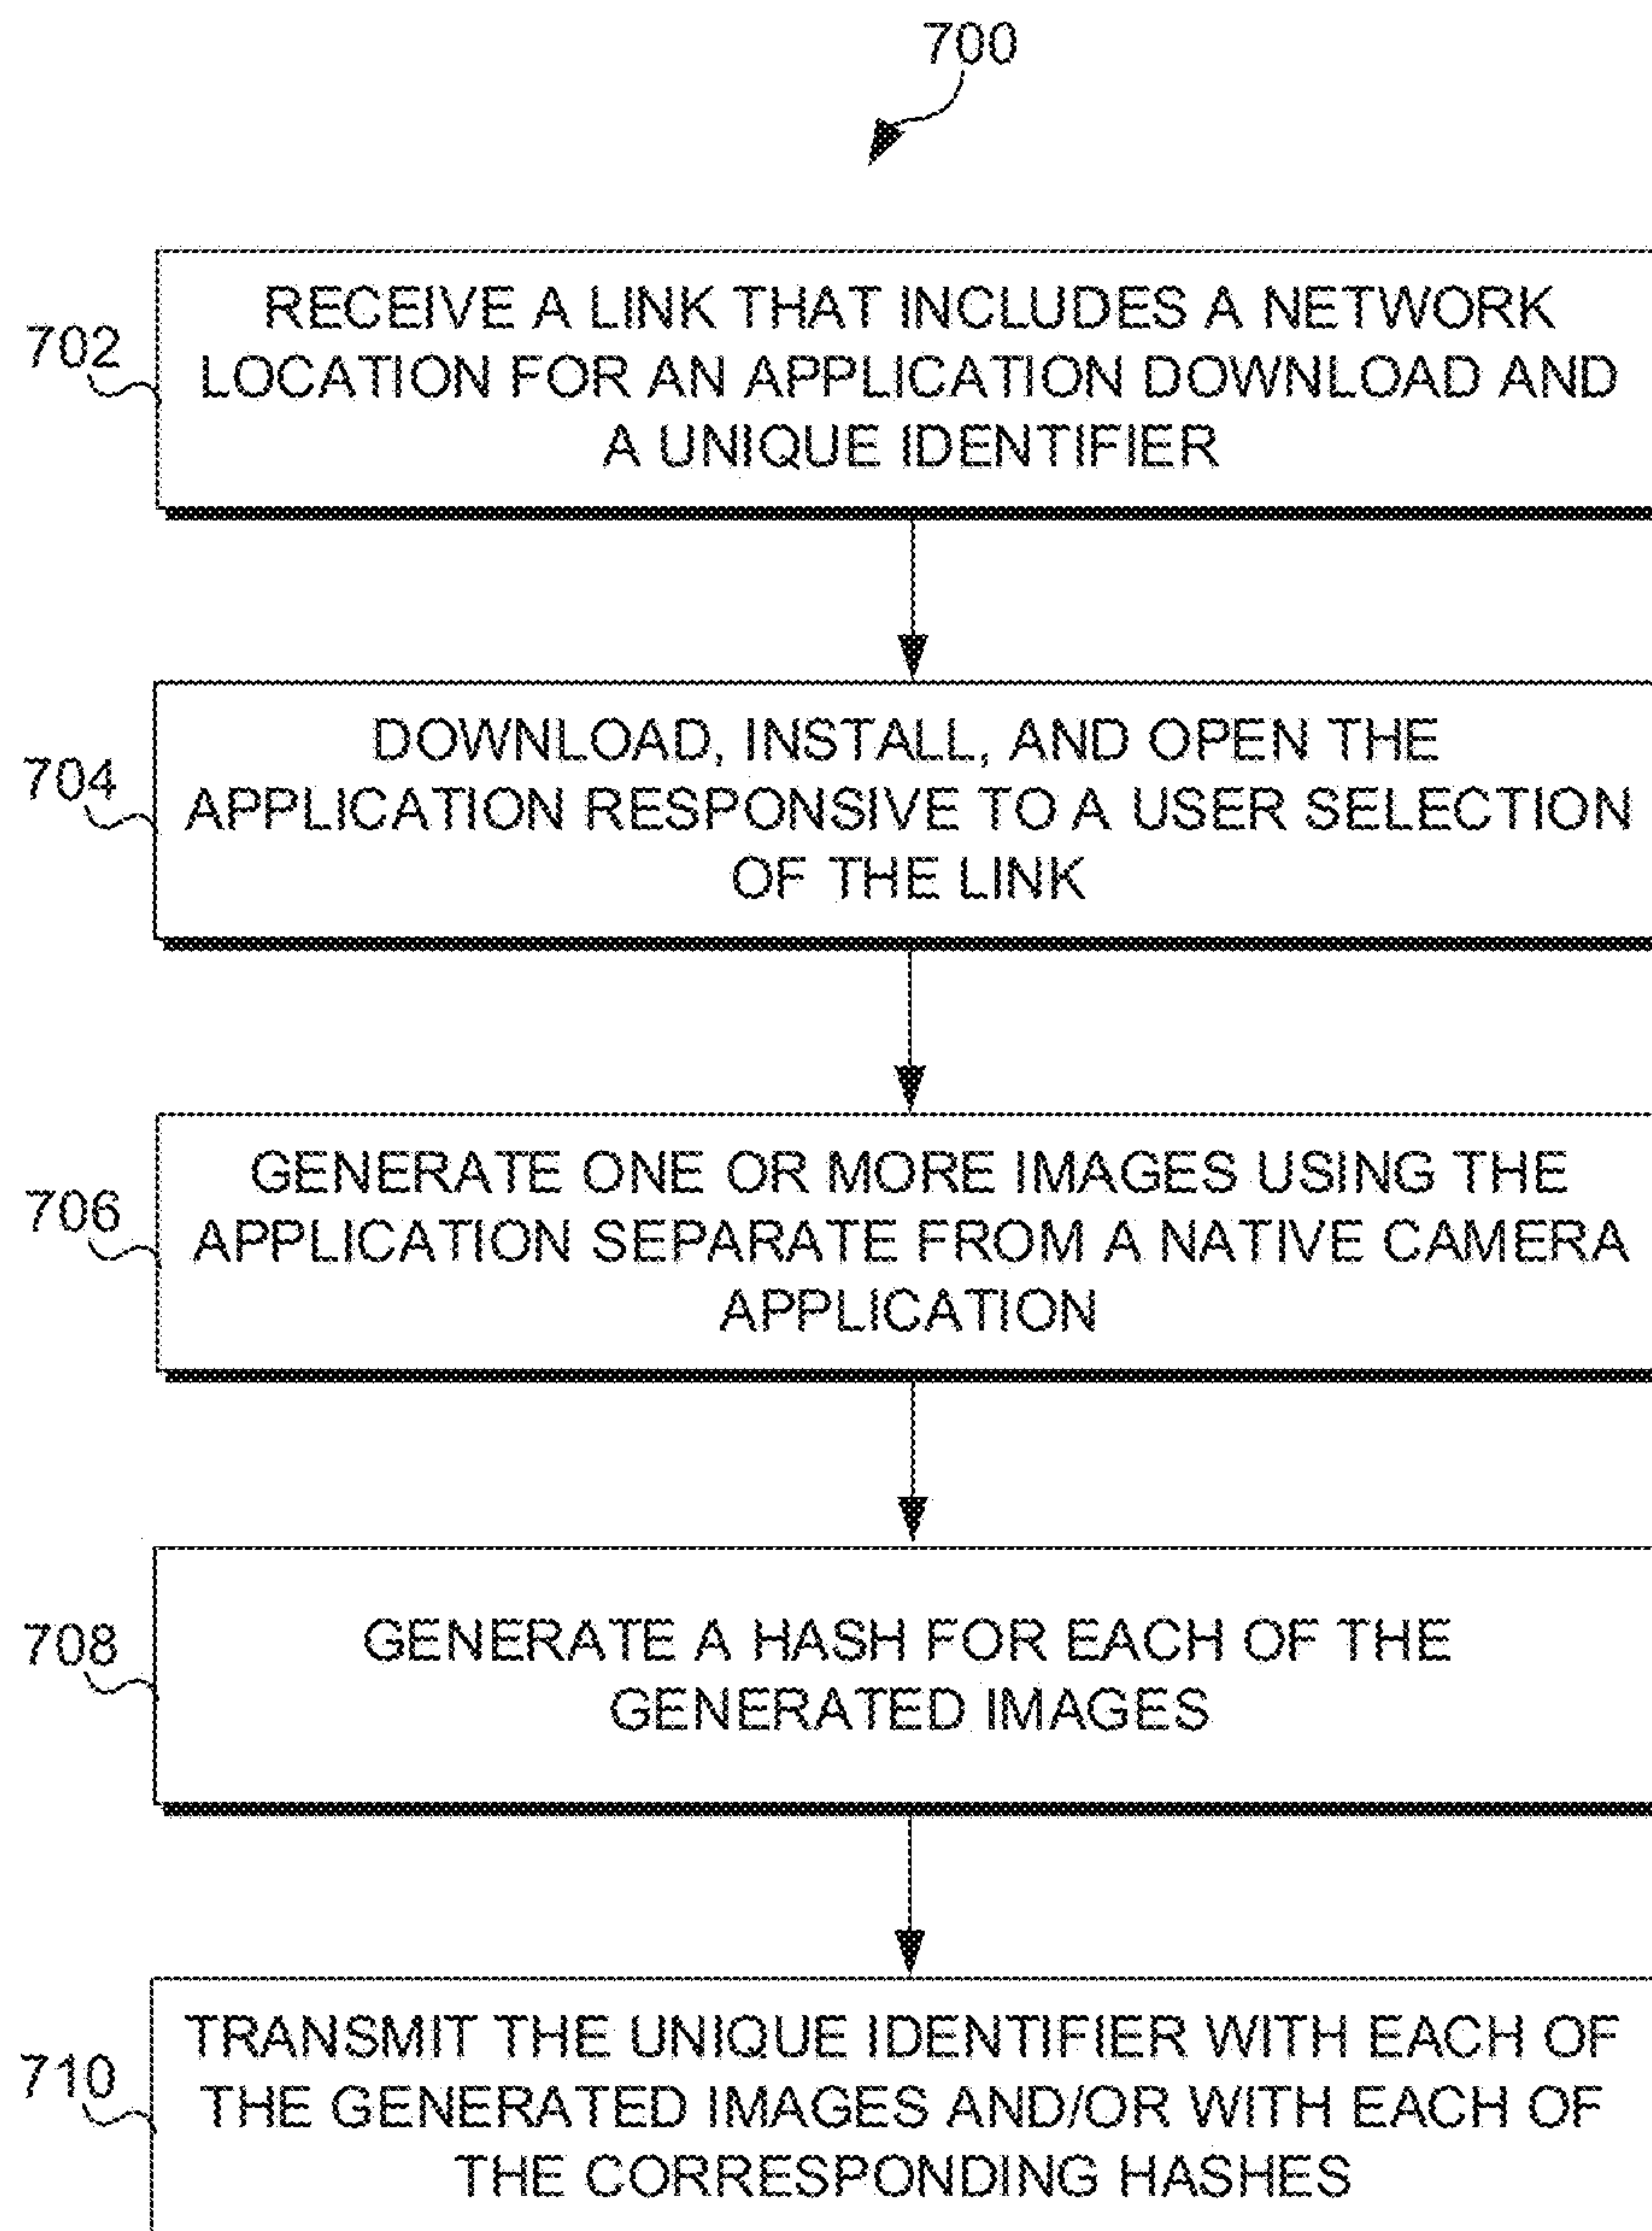 700
702
RECEIVE A LINK THAT INCLUDES A NETWORK
LOCATION FOR AN APPLICATION DOWNLOAD AND
A UNIQUE IDENTIFIER
704
DOWNLOAD, INSTALL, AND OPEN THE
APPLICATION RESPONSIVE TO A USER SELECTION
OF THE LINK
706
GENERATE ONE OR MORE IMAGES USING THE
APPLICATION SEPARATE FROM A NATIVE CAMERA
APPLICATION
708
GENERATE A HASH FOR EACH OF THE
GENERATED IMAGES
710
TRANSMIT THE UNIQUE IDENTIFIER WITH EACH OF
THE GENERATED IMAGES AND/OR WITH EACH OF
THE CORRESPONDING HASHES